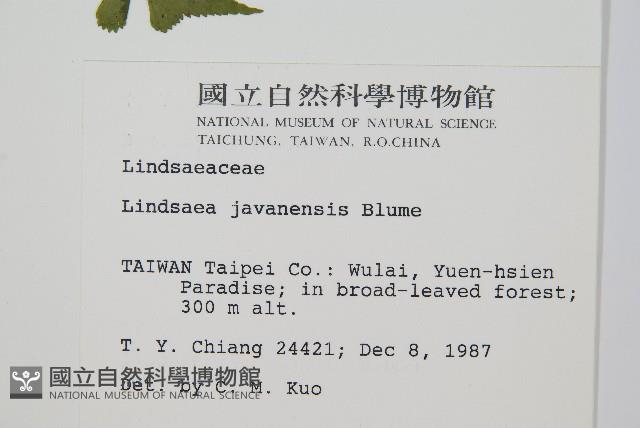 國立自然科學博物館
NATIONAL MUSEUM OF NATURAL SCIENCE
TAICHUNG, TAIWAN, R.O.CHINA
Lindsaeaceae
Lindsaea javanensis Blume
TAIWAN Taipei Co.: Wulai, Yuen-hsien
Paradise; in broad-leaved forest;
300 m alt.
T. Y. Chiang 24421; Dec 8, 1987
Det. by C. M. Kuo
國立自然科學博物館
NATIONAL MUSEUM OF NATURAL SCIENCE